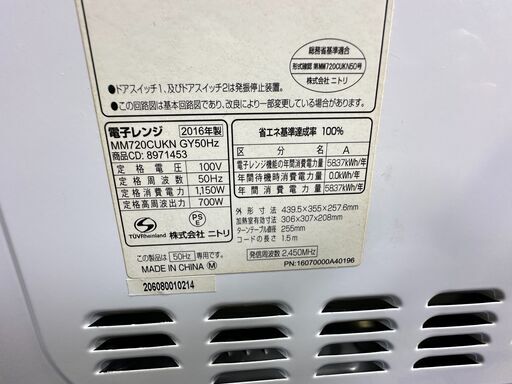 総務省基準適合
形式確認 第MM720CUKN50号
株式会社 ニトリ
●ドアスイッチ1、及びドアスイッチ2は発振停止装置。
●この回路図は基本回路図であり、改良により一部変更する場合があります。
電子レンジ 2016年製
MM720CUKN GY50Hz
商品CD: 8971453
定格電圧 100V
定格周波数 50Hz
定格消費電力 1,150W
定格高周波出力 700W
TÜVRheinland
PS
E
株式会社 ニトリ
この製品は 50Hz 専用です。
MADE IN CHINA M
206080010214
省エネ基準達成率 100%
区分名 A
電子レンジ機能の年間消費電力量 58.37kWh/年
年間待機時消費電力量 0.0kWh/年
年間消費電力量 58.37kWh/年
外形寸法 439.5×355×257.6mm
加熱室有効寸法 306×307×208mm
ターンテーブル直径 255mm
コードの長さ 1.5m
発信周波数 2,450MHz
PN:16070000A40196